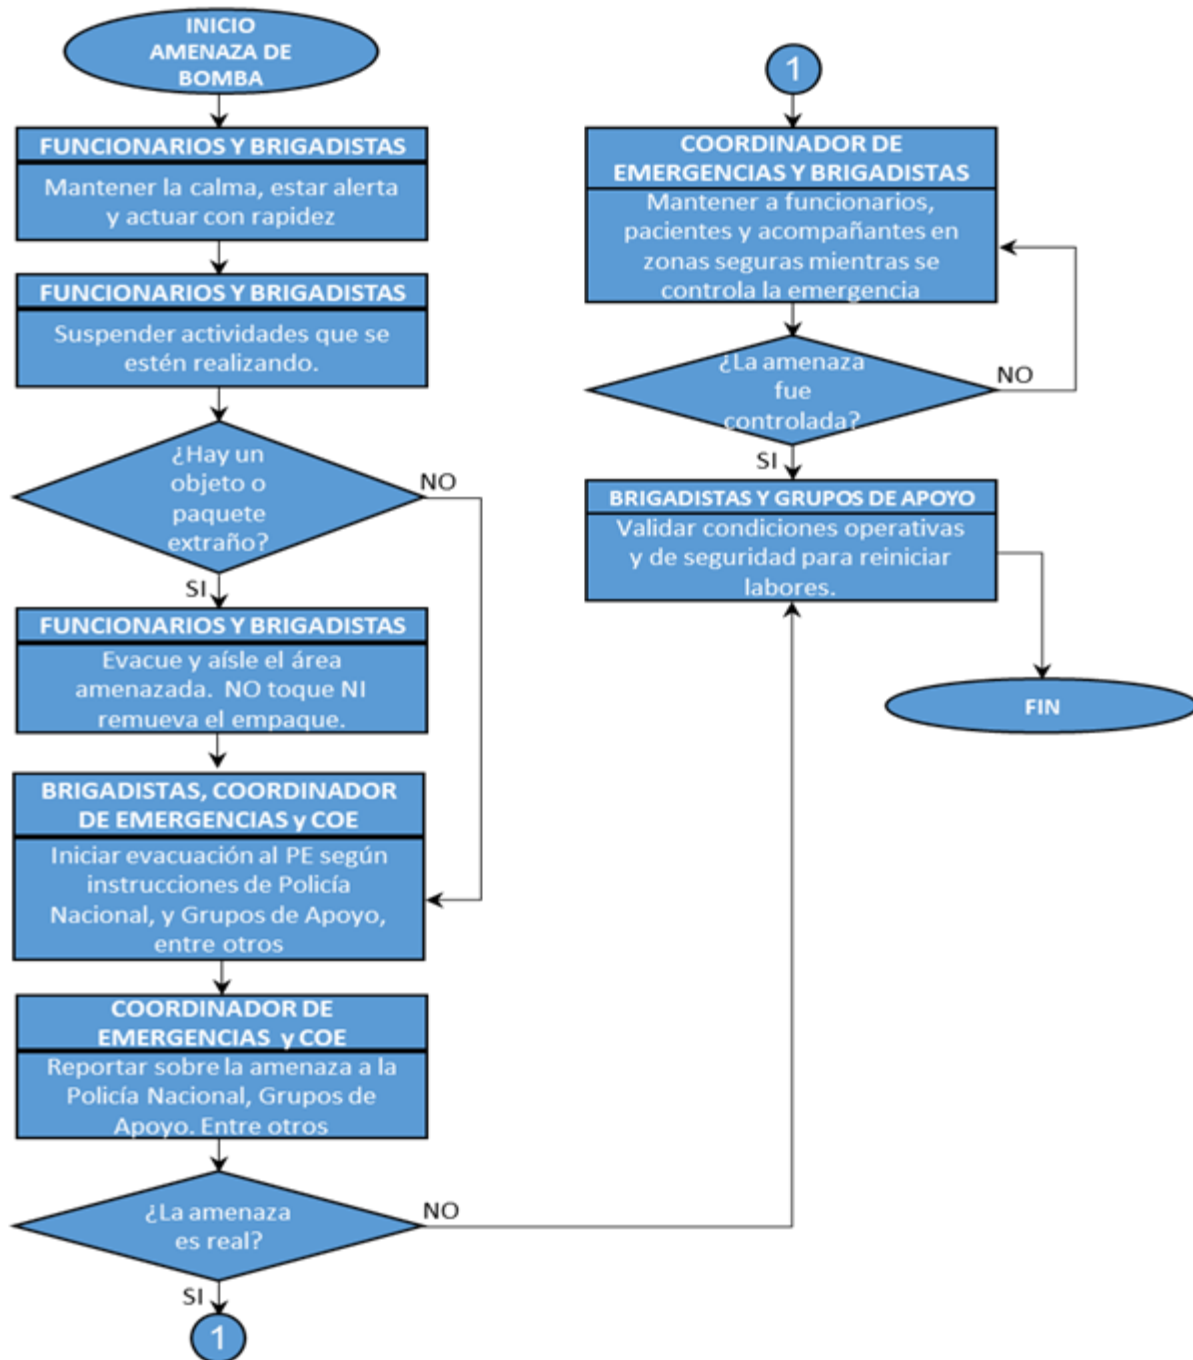 INICIO
AMENAZA DE
BOMBA
FUNCIONARIOS Y BRIGADISTAS
Mantener la calma, estar alerta
y actuar con rapidez
FUNCIONARIOS Y BRIGADISTAS
Suspender actividades que se
estén realizando.
¿Hay un
objeto o
paquete
extraño?
NO
SI
FUNCIONARIOS Y BRIGADISTAS
Evacue y aísle el área
amenazada. NO toque NI
remueva el empaque.
BRIGADISTAS, COORDINADOR
DE EMERGENCIAS y COE
Iniciar evacuación al PE según
instrucciones de Policía
Nacional, y Grupos de Apoyo,
entre otros
COORDINADOR DE
EMERGENCIAS y COE
Reportar sobre la amenaza a la
Policía Nacional, Grupos de
Apoyo. Entre otros
¿La amenaza
es real?
NO
SI
1
1
COORDINADOR DE
EMERGENCIAS Y BRIGADISTAS
Mantener a funcionarios,
pacientes y acompañantes en
zonas seguras mientras se
controla la emergencia
¿La amenaza
fue
controlada?
NO
SI
BRIGADISTAS Y GRUPOS DE APOYO
Validar condiciones operativas
y de seguridad para reiniciar
labores.
FIN